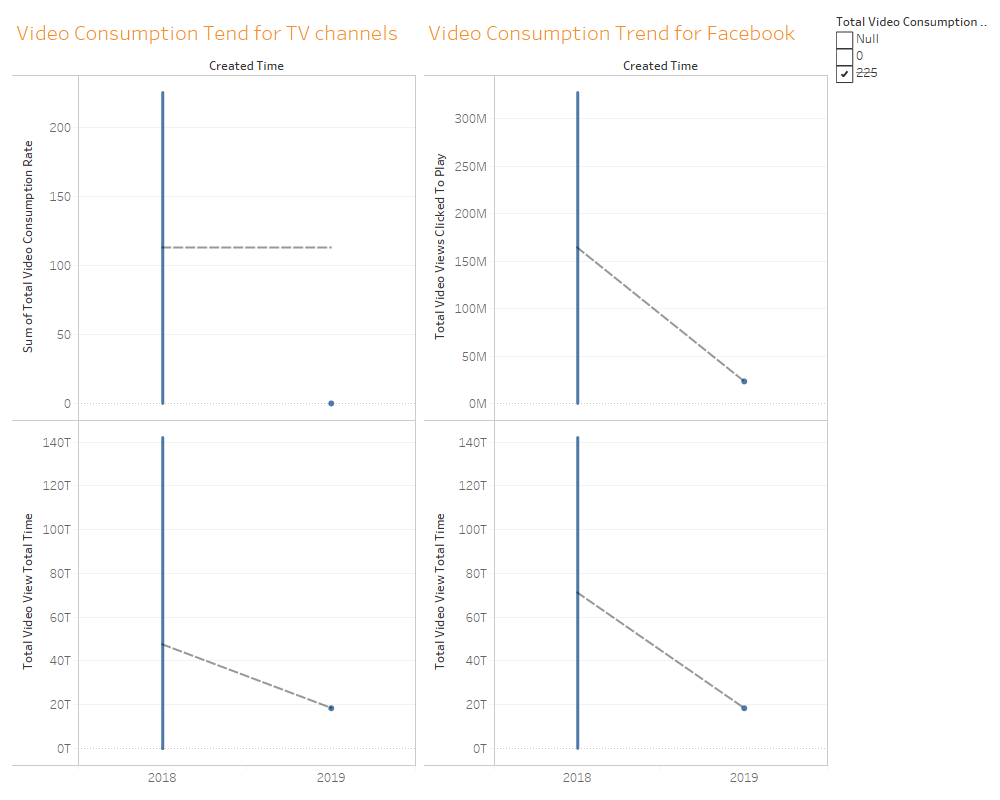 Video Consumption Tend for TV channels
Created Time
Sum of Total Video Consumption Rate
200
150
100
50
0
Total Video View Total Time
140T
120T
100T
80T
60T
40T
20T
0T
2018
2019
Video Consumption Trend for Facebook
Created Time
Total Video Views Clicked To Play
300M
250M
200M
150M
100M
50M
0M
Total Video View Total Time
140T
120T
100T
80T
60T
40T
20T
0T
2018
2019
Total Video Consumption ..
Null
0
225